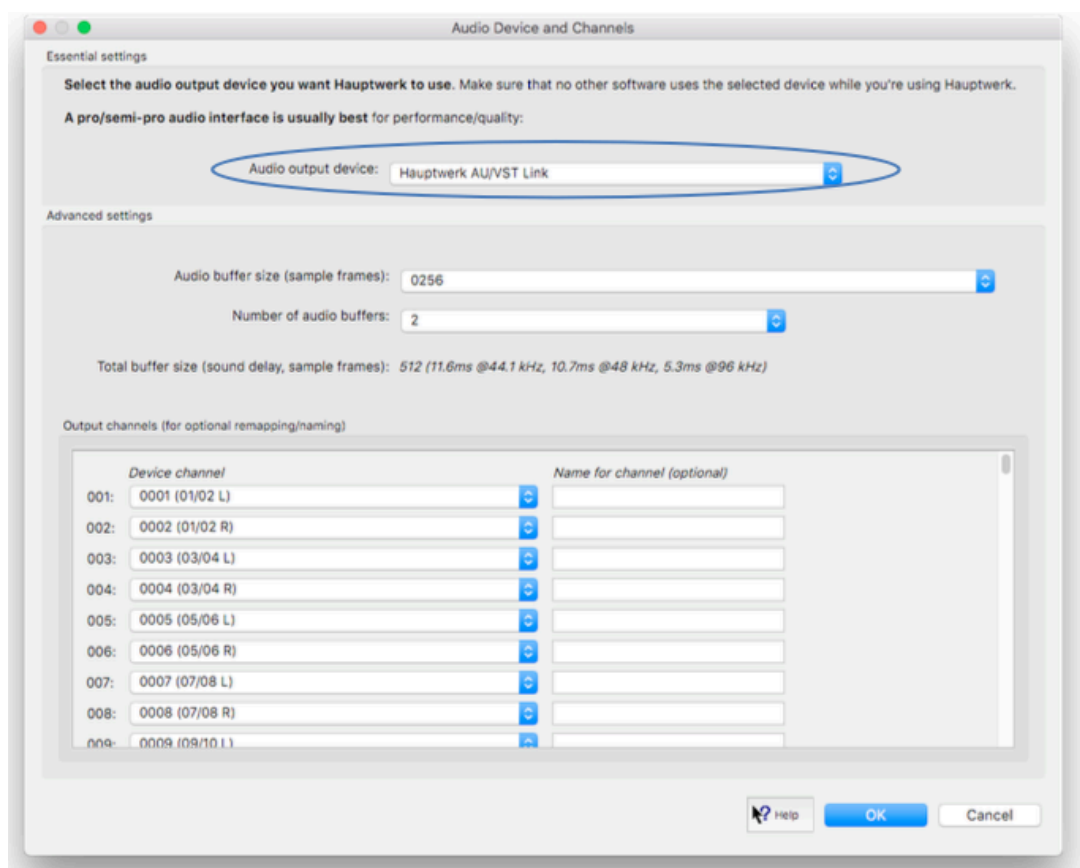 Audio Device and Channels
Essential settings
Select the audio output device you want Hauptwerk to use. Make sure that no other software uses the selected device while you're using Hauptwerk.
A pro/semi-pro audio interface is usually best for performance/quality:
Audio output device: Hauptwerk AU/VST Link
Advanced settings
Audio buffer size (sample frames): 0256
Number of audio buffers: 2
Total buffer size (sound delay, sample frames): 512 (11.6ms @44.1 kHz, 10.7ms @48 kHz, 5.3ms @96 kHz)
Output channels (for optional remapping/naming)
Device channel Name for channel (optional)
001: 0001 (01/02 L)
002: 0002 (01/02 R)
003: 0003 (03/04 L)
004: 0004 (03/04 R)
005: 0005 (05/06 L)
006: 0006 (05/06 R)
007: 0007 (07/08 L)
008: 0008 (07/08 R)
009: 0009 (09/10 L)
? Help OK Cancel